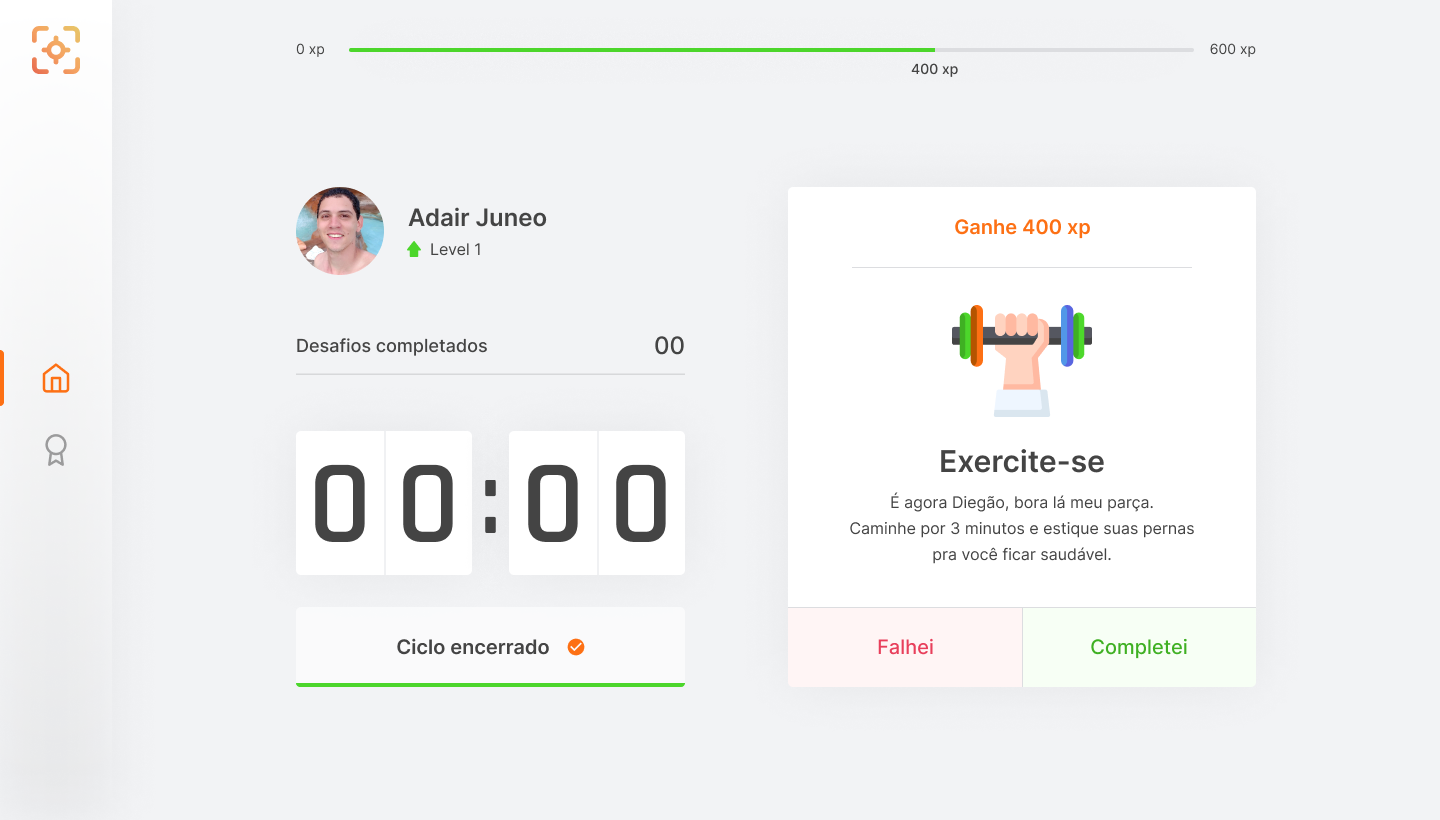 0 xp
600 xp
400 xp
Adair Juneo
Level 1
Desafios completados 00
00:00
Ciclo encerrado
Ganhe 400 xp
Exercite-se
É agora Diegão, bora lá meu parça.
Caminhe por 3 minutos e estique suas pernas
pra você ficar saudável.
Falhei
Completei